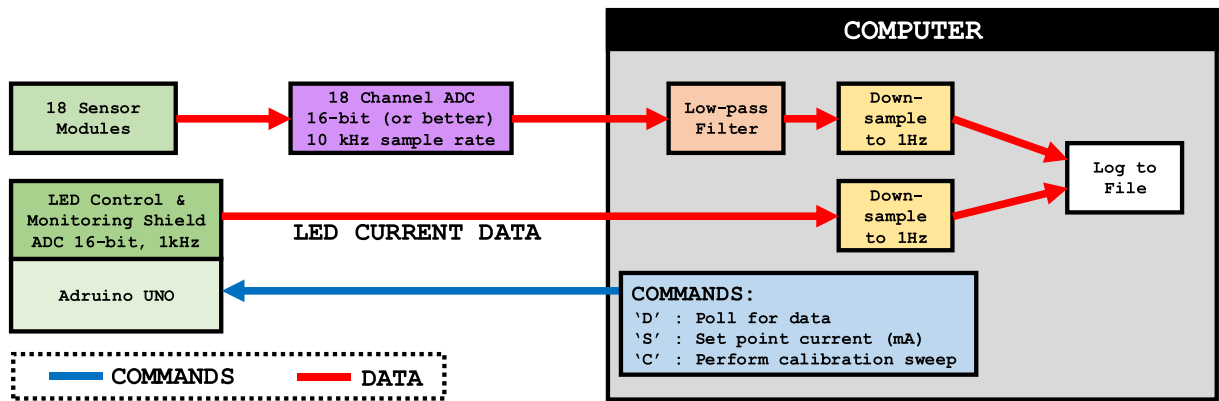 COMPUTER
18 Sensor
Modules
18 Channel ADC
16-bit (or better)
10 kHz sample rate
Low-pass
Filter
Down-
sample
to 1Hz
Log to
File
LED Control &
Monitoring Shield
ADC 16-bit, 1kHz
LED CURRENT DATA
Down-
sample
to 1Hz
Adruino UNO
COMMANDS:
‘D’ : Poll for data
‘S’ : Set point current (mA)
‘C’ : Perform calibration sweep
COMMANDS
DATA